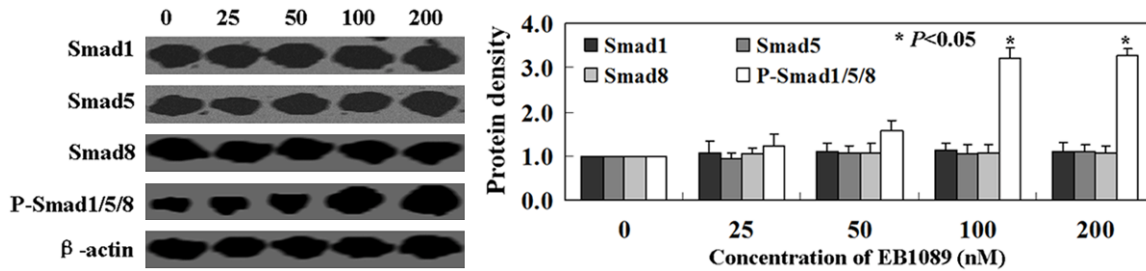 0 25 50 100 200
Smad1
Smad5
Smad8
P-Smad1/5/8
β-actin
Protein density
4.0
3.0
2.0
1.0
0.0
Smad1 Smad5
Smad8 P-Smad1/5/8
* P<0.05
* *
0 25 50 100 200
Concentration of EB1089 (nM)